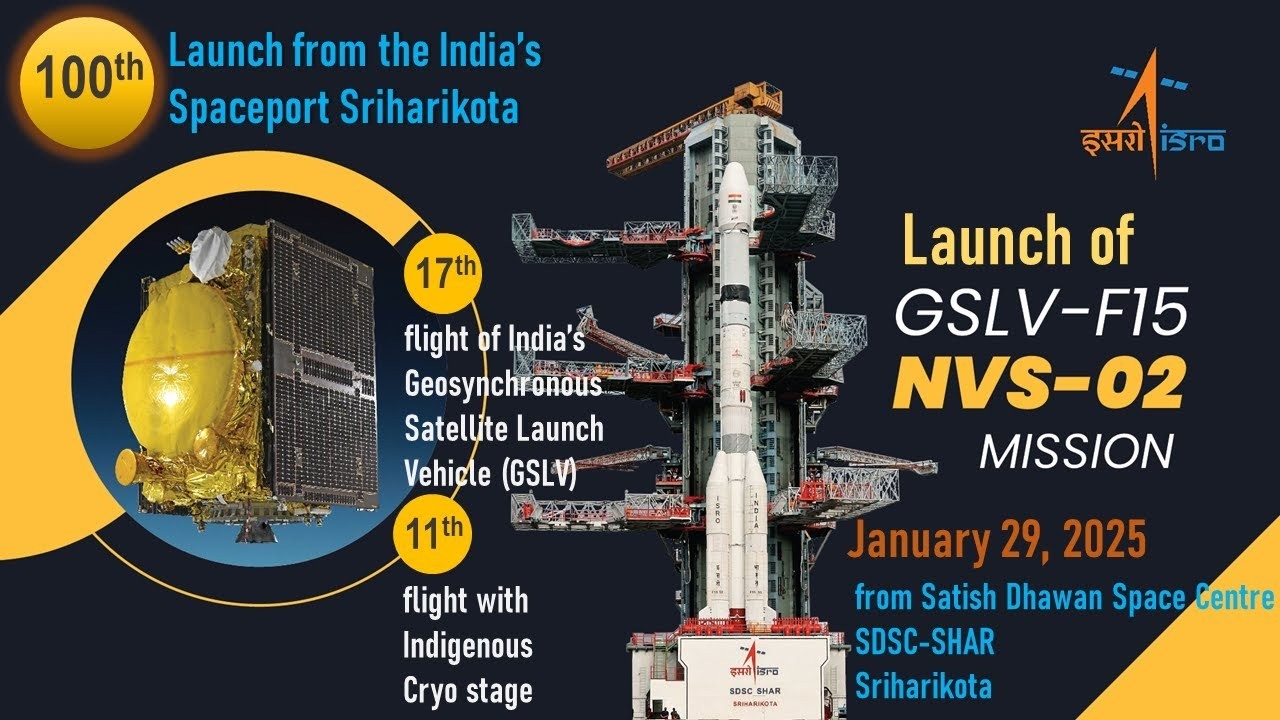 100th
Launch from the India's
Spaceport Sriharikota
इसरो isro
17th
flight of India's
Geosynchronous
Satellite Launch
Vehicle (GSLV)
11th
flight with
Indigenous
Cryo stage
Launch of
GSLV-F15
NVS-02
MISSION
January 29, 2025
from Satish Dhawan Space Centre
SDSC-SHAR
Sriharikota
ISRO
INDIA
इसरो isro
SDSC SHAR
SRIHARIKOTA